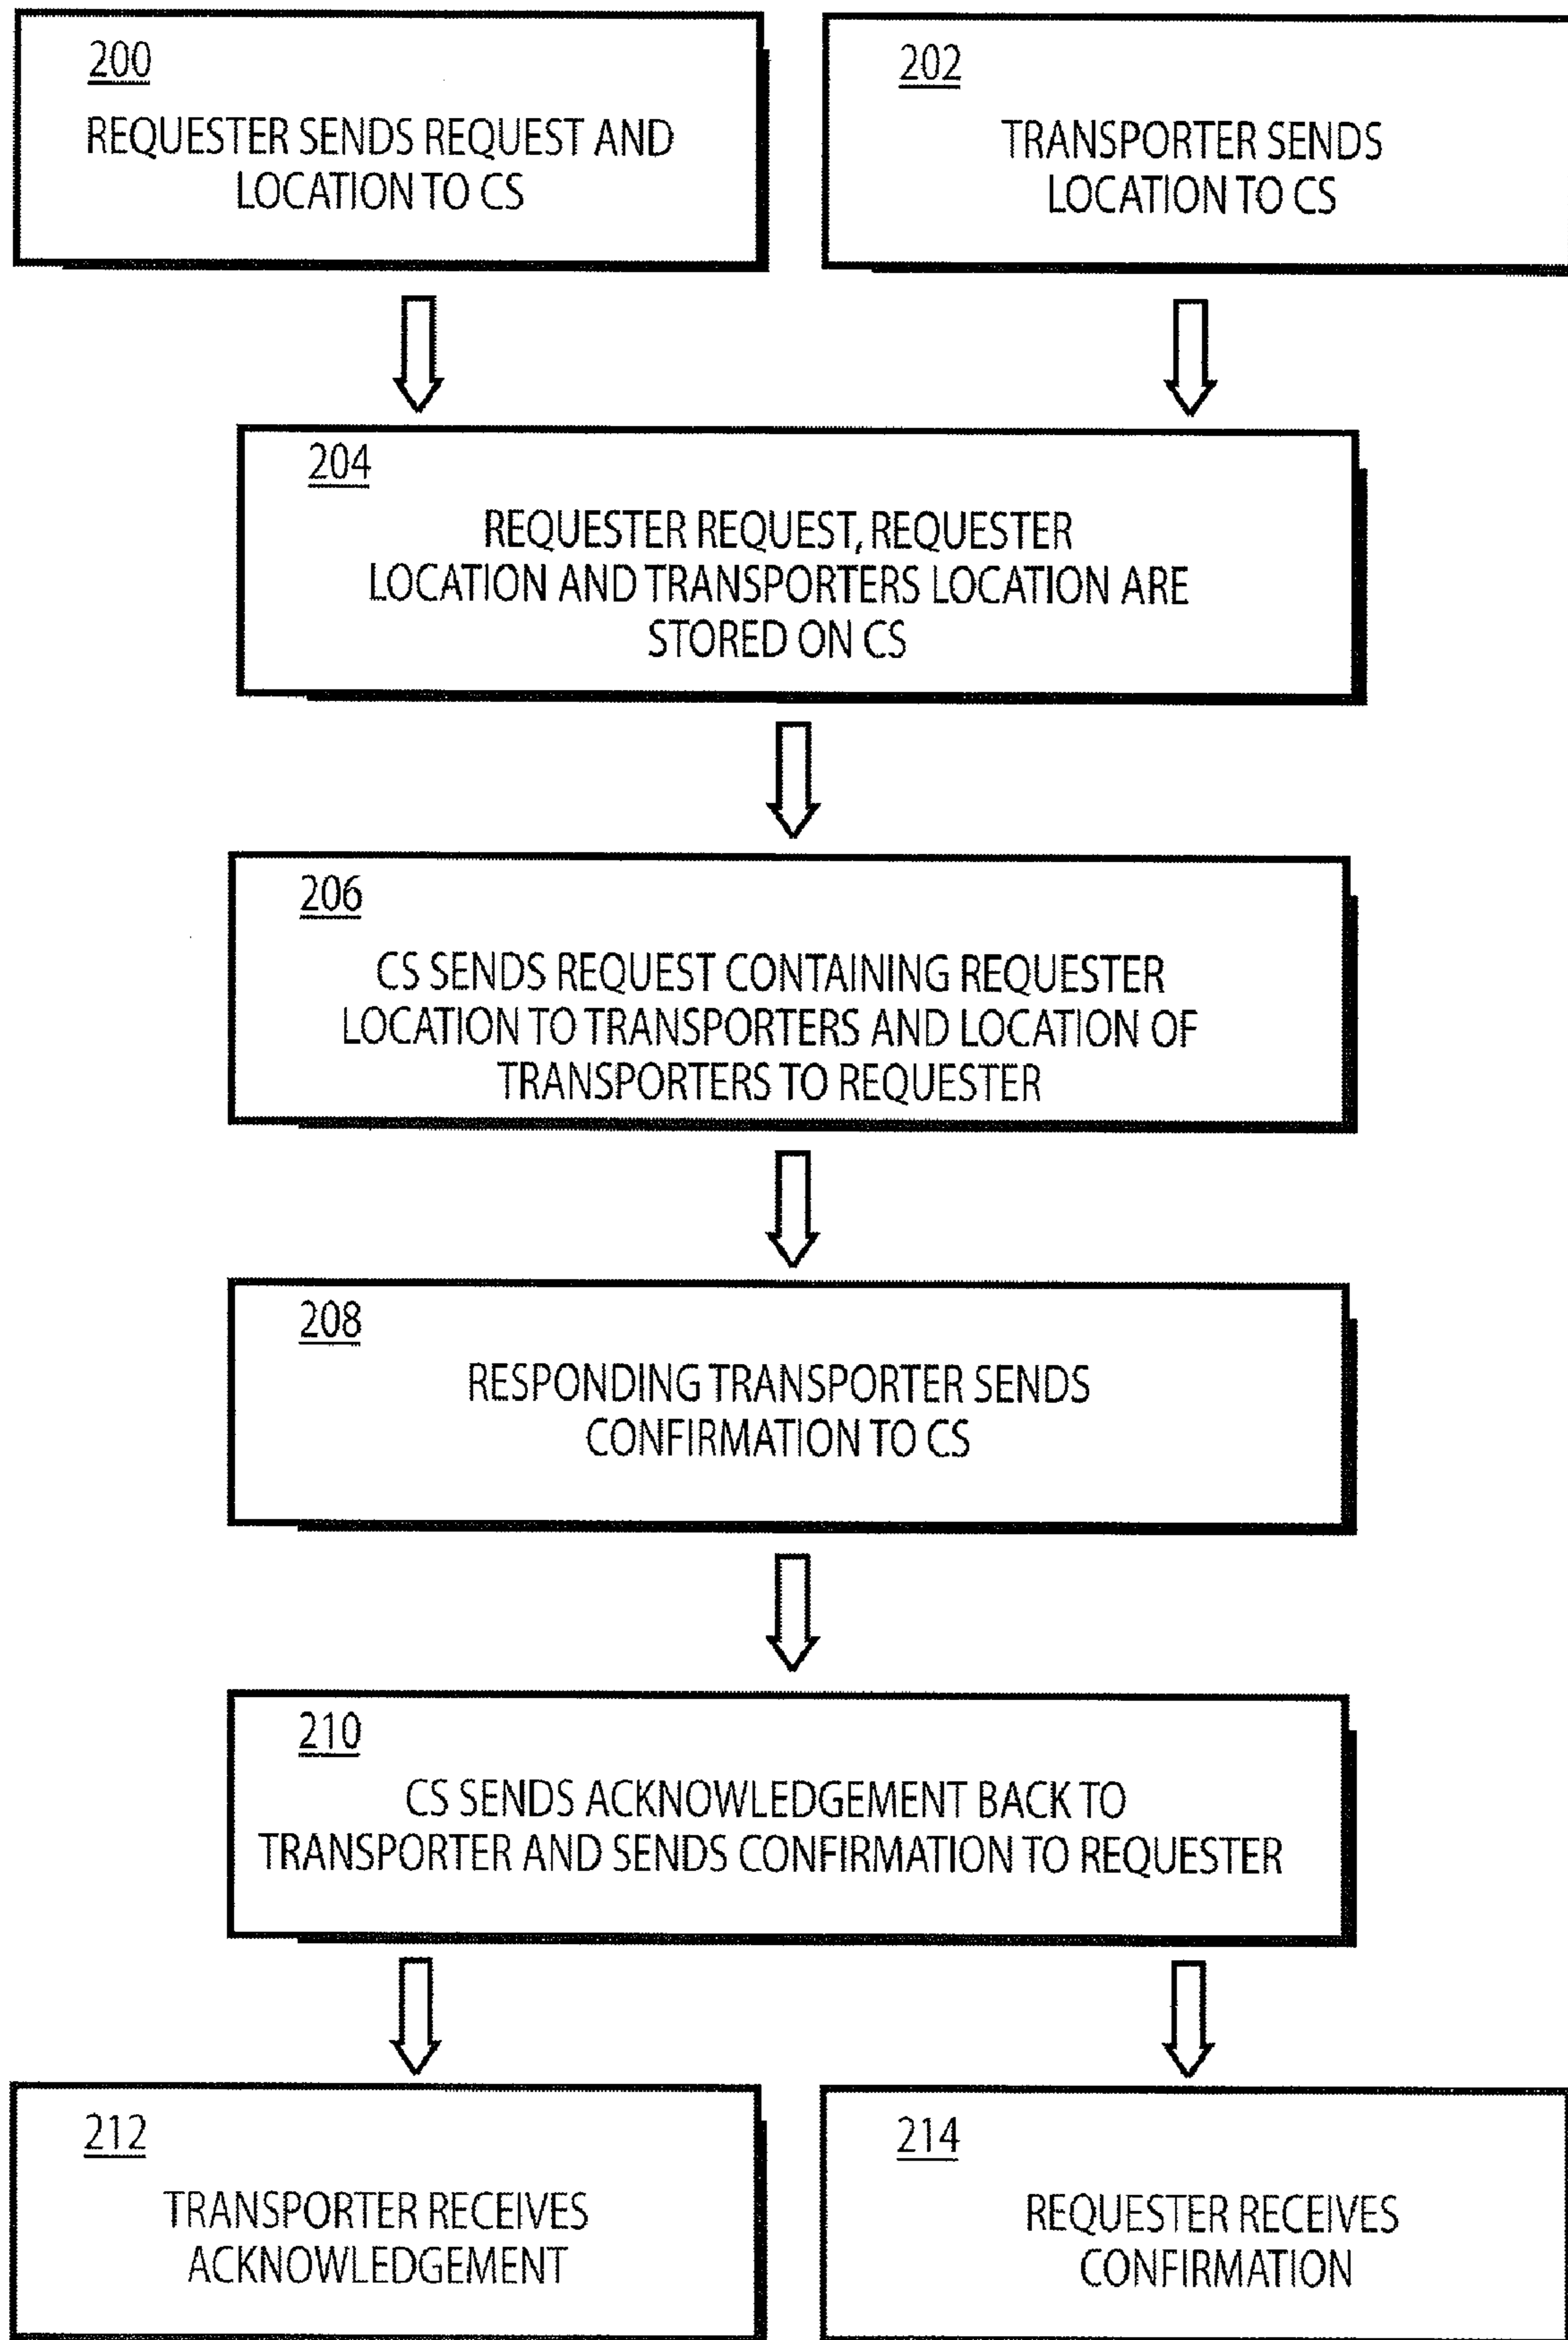 200
REQUESTER SENDS REQUEST AND
LOCATION TO CS
202
TRANSPORTER SENDS
LOCATION TO CS
204
REQUESTER REQUEST, REQUESTER
LOCATION AND TRANSPORTERS LOCATION ARE
STORED ON CS
206
CS SENDS REQUEST CONTAINING REQUESTER
LOCATION TO TRANSPORTERS AND LOCATION OF
TRANSPORTERS TO REQUESTER
208
RESPONDING TRANSPORTER SENDS
CONFIRMATION TO CS
210
CS SENDS ACKNOWLEDGEMENT BACK TO
TRANSPORTER AND SENDS CONFIRMATION TO REQUESTER
212
TRANSPORTER RECEIVES
ACKNOWLEDGEMENT
214
REQUESTER RECEIVES
CONFIRMATION